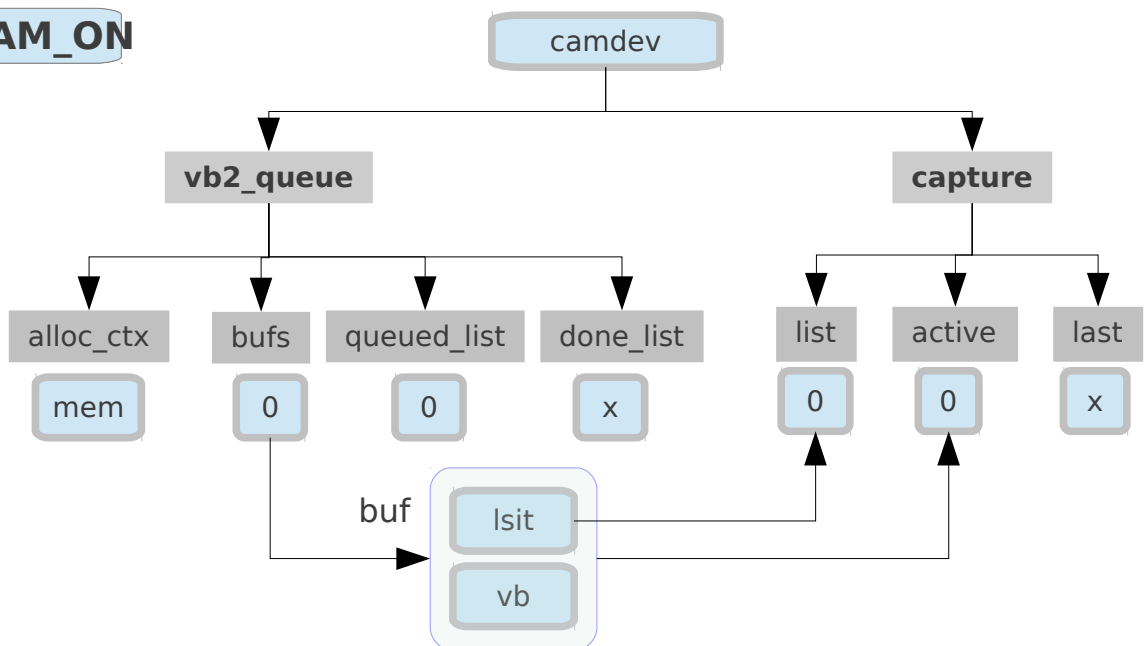 AM_ON
camdev
vb2_queue
capture
alloc_ctx
bufs
queued_list
done_list
list
active
last
mem
0
0
x
0
0
x
buf
lsit
vb